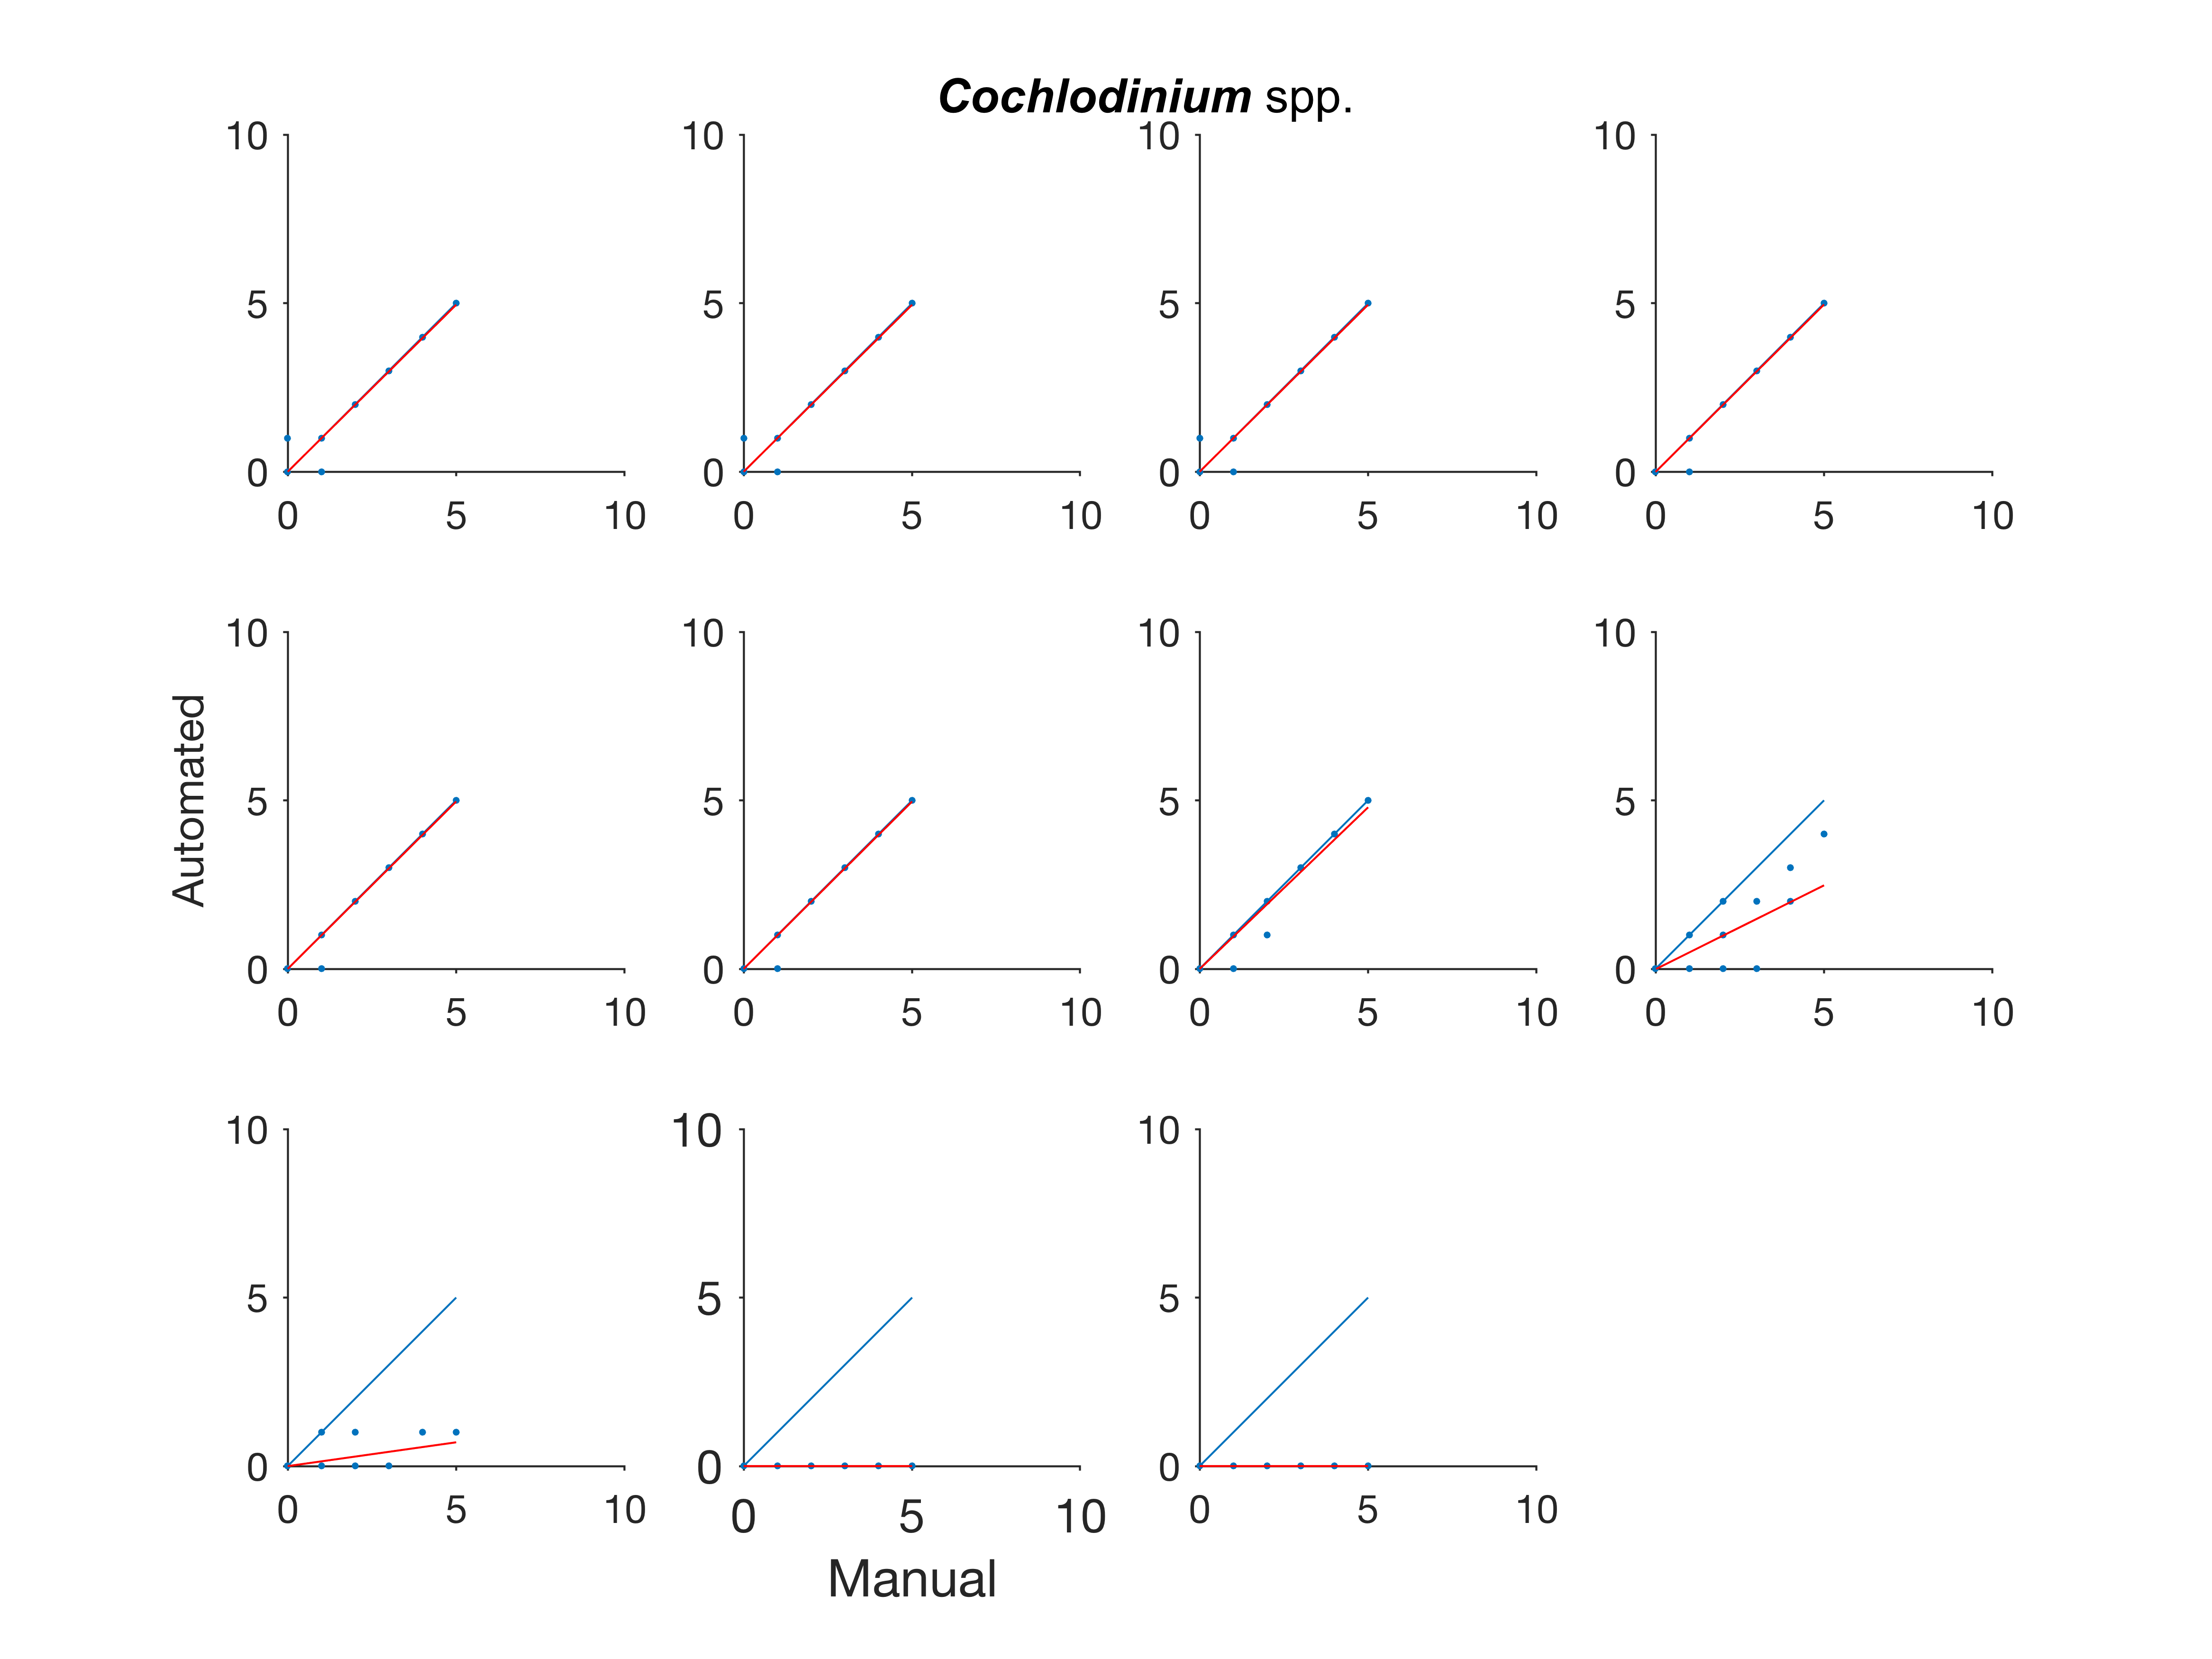 Cochlodinium spp.
10 10 10 10
5 5 5 5
0 0 0 0
0 5 10 0 5 10 0 5 10 0 5 10
Automated
10 10 10 10
5 5 5 5
0 0 0 0
0 5 10 0 5 10 0 5 10 0 5 10
10 10 10
5 5 5
0 0 0
0 5 10 0 5 10 0 5 10
Manual